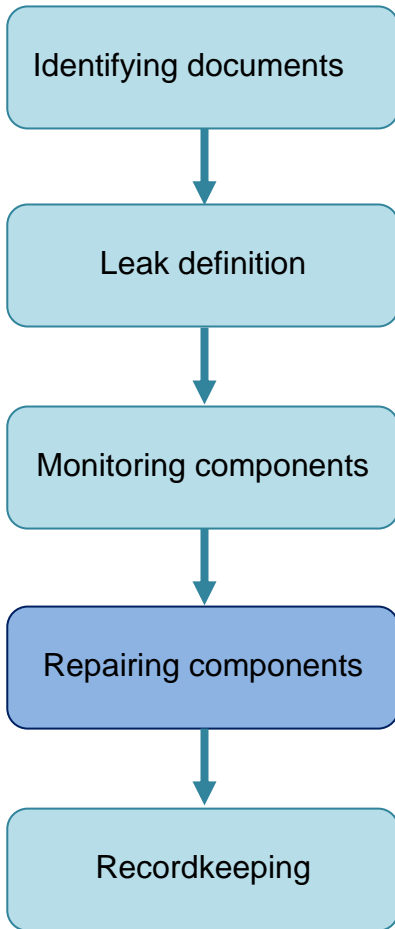 Identifying documents
Leak definition
Monitoring components
Repairing components
Recordkeeping